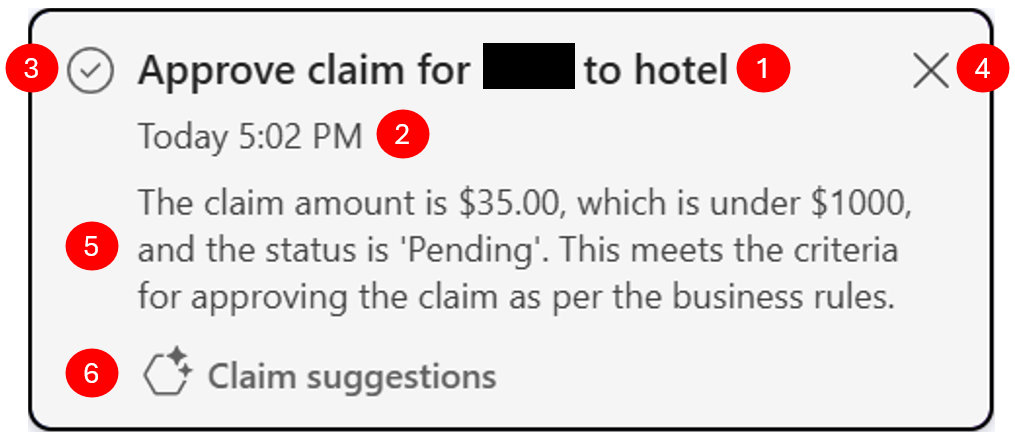 3 Approve claim for to hotel 1 4
Today 5:02 PM 2
The claim amount is $35.00, which is under $1000,
5 and the status is 'Pending'. This meets the criteria
for approving the claim as per the business rules.
6 Claim suggestions